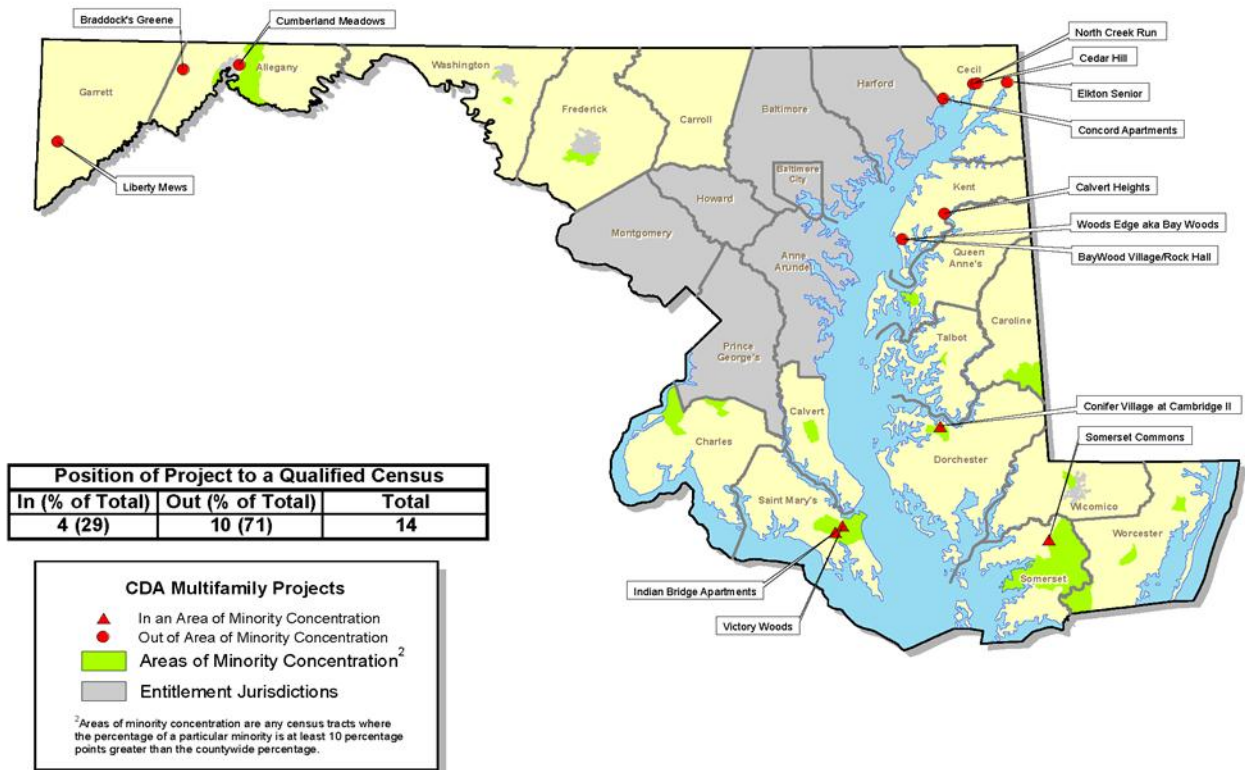 Braddock's Greene
Cumberland Meadows
North Creek Run
Cedar Hill
Elkton Senior
Concord Apartments
Garrett
Allegany
Washington
Frederick
Carroll
Baltimore
Harford
Cecil
Liberty Mews
Baltimore
City
Howard
Montgomery
Anne
Arundel
Prince
George's
Kent
Calvert Heights
Woods Edge aka Bay Woods
BayWood Village/Rock Hall
Queen
Anne's
Caroline
Talbot
Conifer Village at Cambridge II
Somerset Commons
Calvert
Charles
Saint Mary's
Dorchester
Wicomico
Worcester
Somerset
Indian Bridge Apartments
Victory Woods
Position of Project to a Qualified Census
In (% of Total) Out (% of Total) Total
4 (29) 10 (71) 14
CDA Multifamily Projects
In an Area of Minority Concentration
Out of Area of Minority Concentration
Areas of Minority Concentration²
Entitlement Jurisdictions
²Areas of minority concentration are any census tracts where
the percentage of a particular minority is at least 10 percentage
points greater than the countywide percentage.